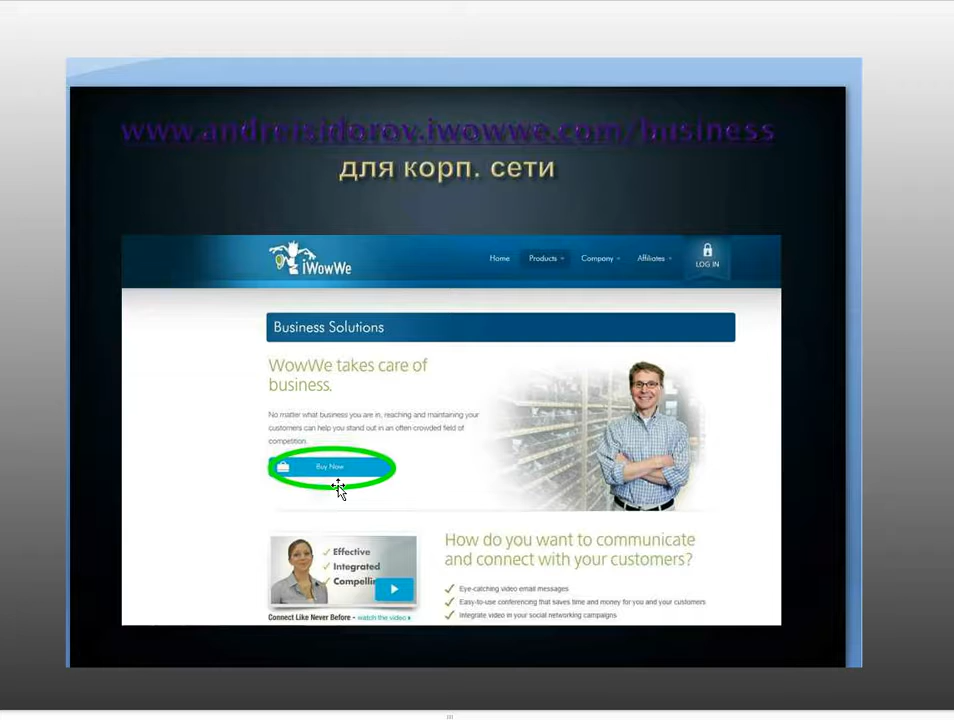 www.andreisidorov.iwowwe.com/business
для корп. сети
iWowWe
Home Products Company Affiliates LOG IN
Business Solutions
WowWe takes care of
business.
No matter what business you are in, reaching and maintaining your
customers can help you stand out in an often crowded field of
competition.
Buy Now
How do you want to communicate
and connect with your customers?
Effective
Integrated
Compellin
Eye-catching video email messages
Easy-to-use conferencing that saves time and money for you and your customers
Integrate video in your social networking campaigns
Connect Like Never Before - watch the video